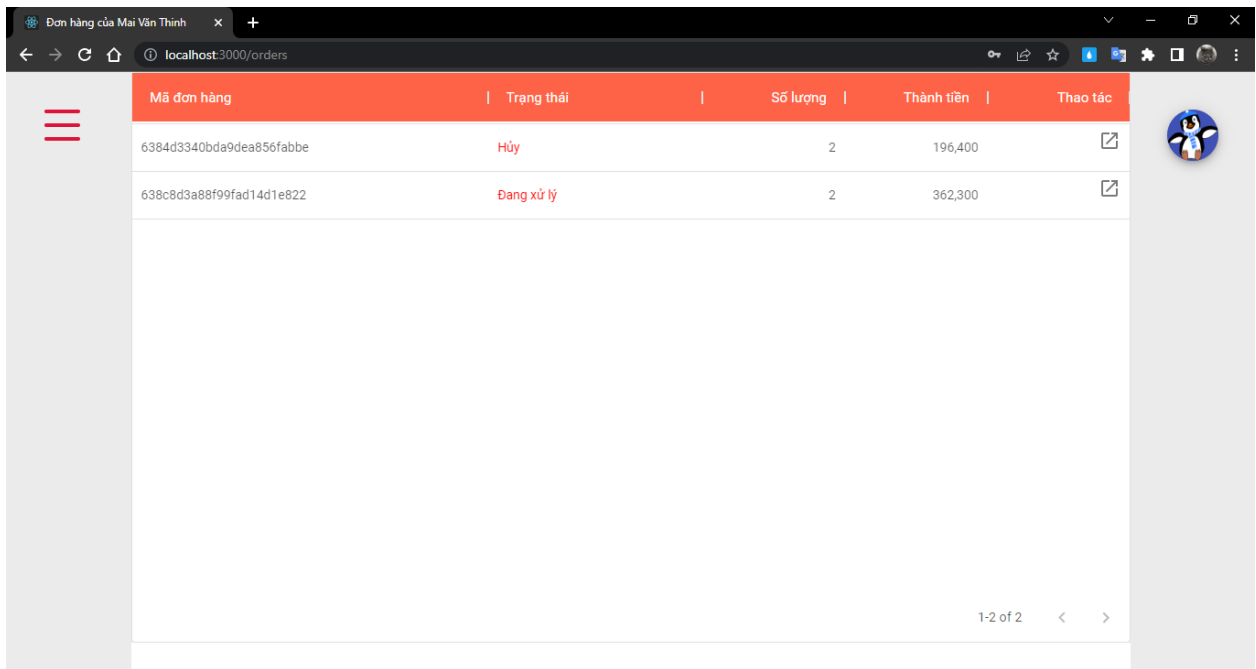 Đơn hàng của Mai Văn Thinh
localhost:3000/orders
Mã đơn hàng | Trạng thái | Số lượng | Thành tiền | Thao tác
6384d3340bda9dea856fabbe Hủy 2 196,400
638c8d3a88f99fad14d1e822 Đang xử lý 2 362,300
1-2 of 2